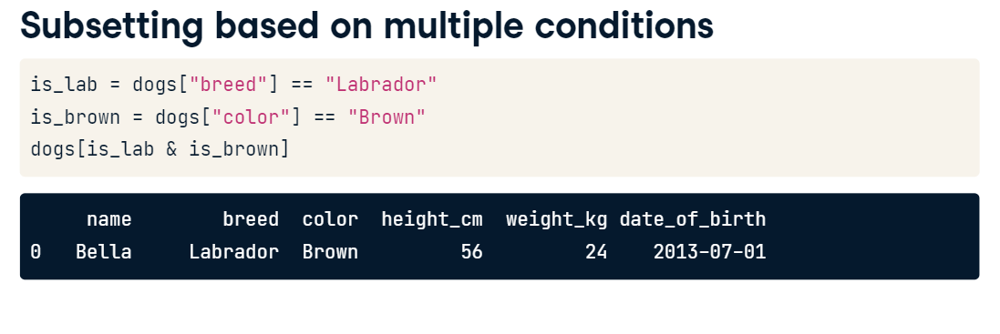 Subsetting based on multiple conditions
is_lab = dogs["breed"] == "Labrador"
is_brown = dogs["color"] == "Brown"
dogs[is_lab & is_brown]
name breed color height_cm weight_kg date_of_birth
0 Bella Labrador Brown 56 24 2013-07-01